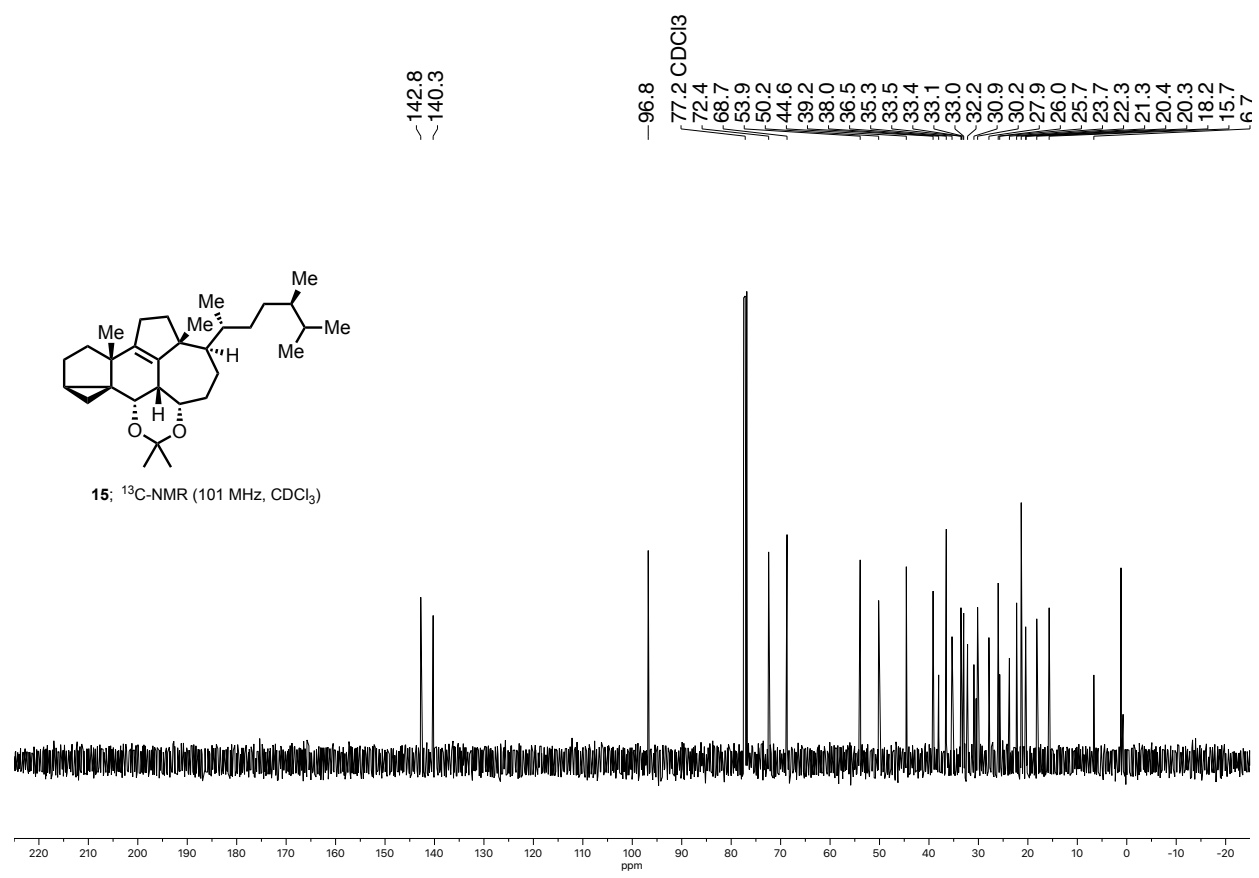 142.8
140.3
96.8
77.2 CDCl3
72.4
68.7
53.9
50.2
44.6
39.2
38.0
36.5
35.3
33.5
33.4
33.1
33.0
32.2
30.9
30.2
27.9
26.0
25.7
23.7
22.3
21.3
20.4
20.3
18.2
15.7
6.7
Me
Me
Me
Me
Me
Me
H
H
O
O
15; ¹³C-NMR (101 MHz, CDCl₃)
220 210 200 190 180 170 160 150 140 130 120 110 100 90 80 70 60 50 40 30 20 10 0 -10 -20
ppm